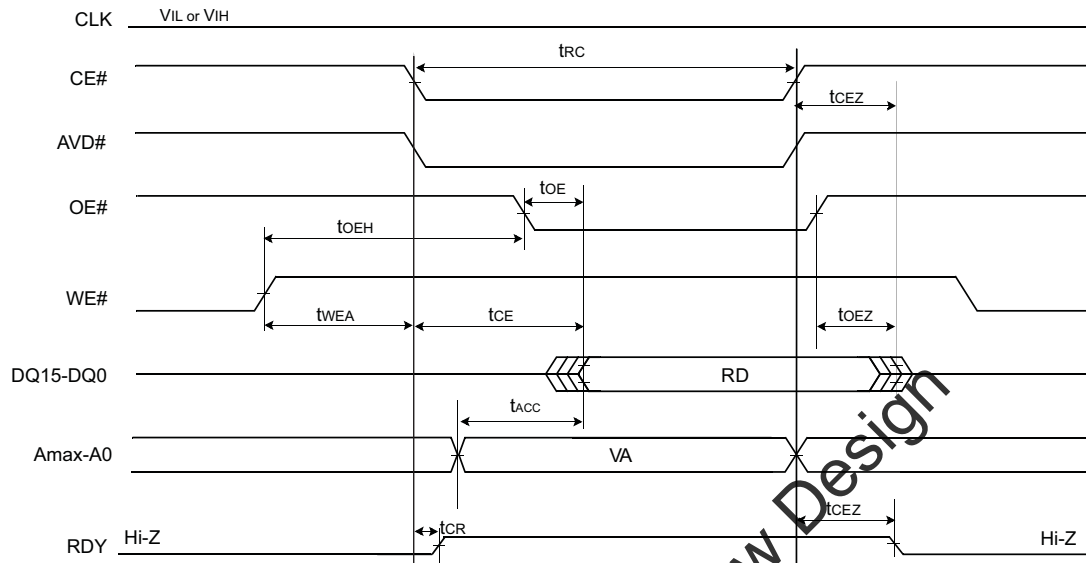 CLK VIL or VIH
tRC
CE#
tCEZ
AVD#
OE# tOE
tOEH
WE#
tWEA tCE tOEZ
DQ15-DQ0 RD
tACC
Amax-A0 VA
tCEZ
RDY Hi-Z tCR Hi-Z
w Design